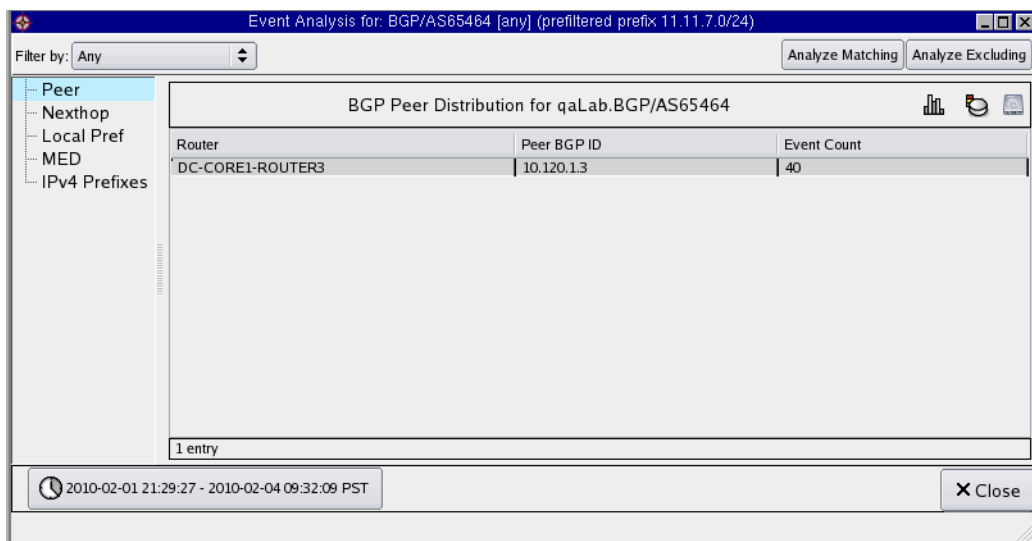 Event Analysis for: BGP/AS65464 [any] (prefiltered prefix 11.11.7.0/24)
Filter by: Any
Analyze Matching Analyze Excluding
Peer
Nexthop
Local Pref
MED
IPv4 Prefixes
BGP Peer Distribution for qaLab.BGP/AS65464
Router Peer BGP ID Event Count
DC-CORE1-ROUTER3 10.120.1.3 40
1 entry
2010-02-01 21:29:27 - 2010-02-04 09:32:09 PST
Close